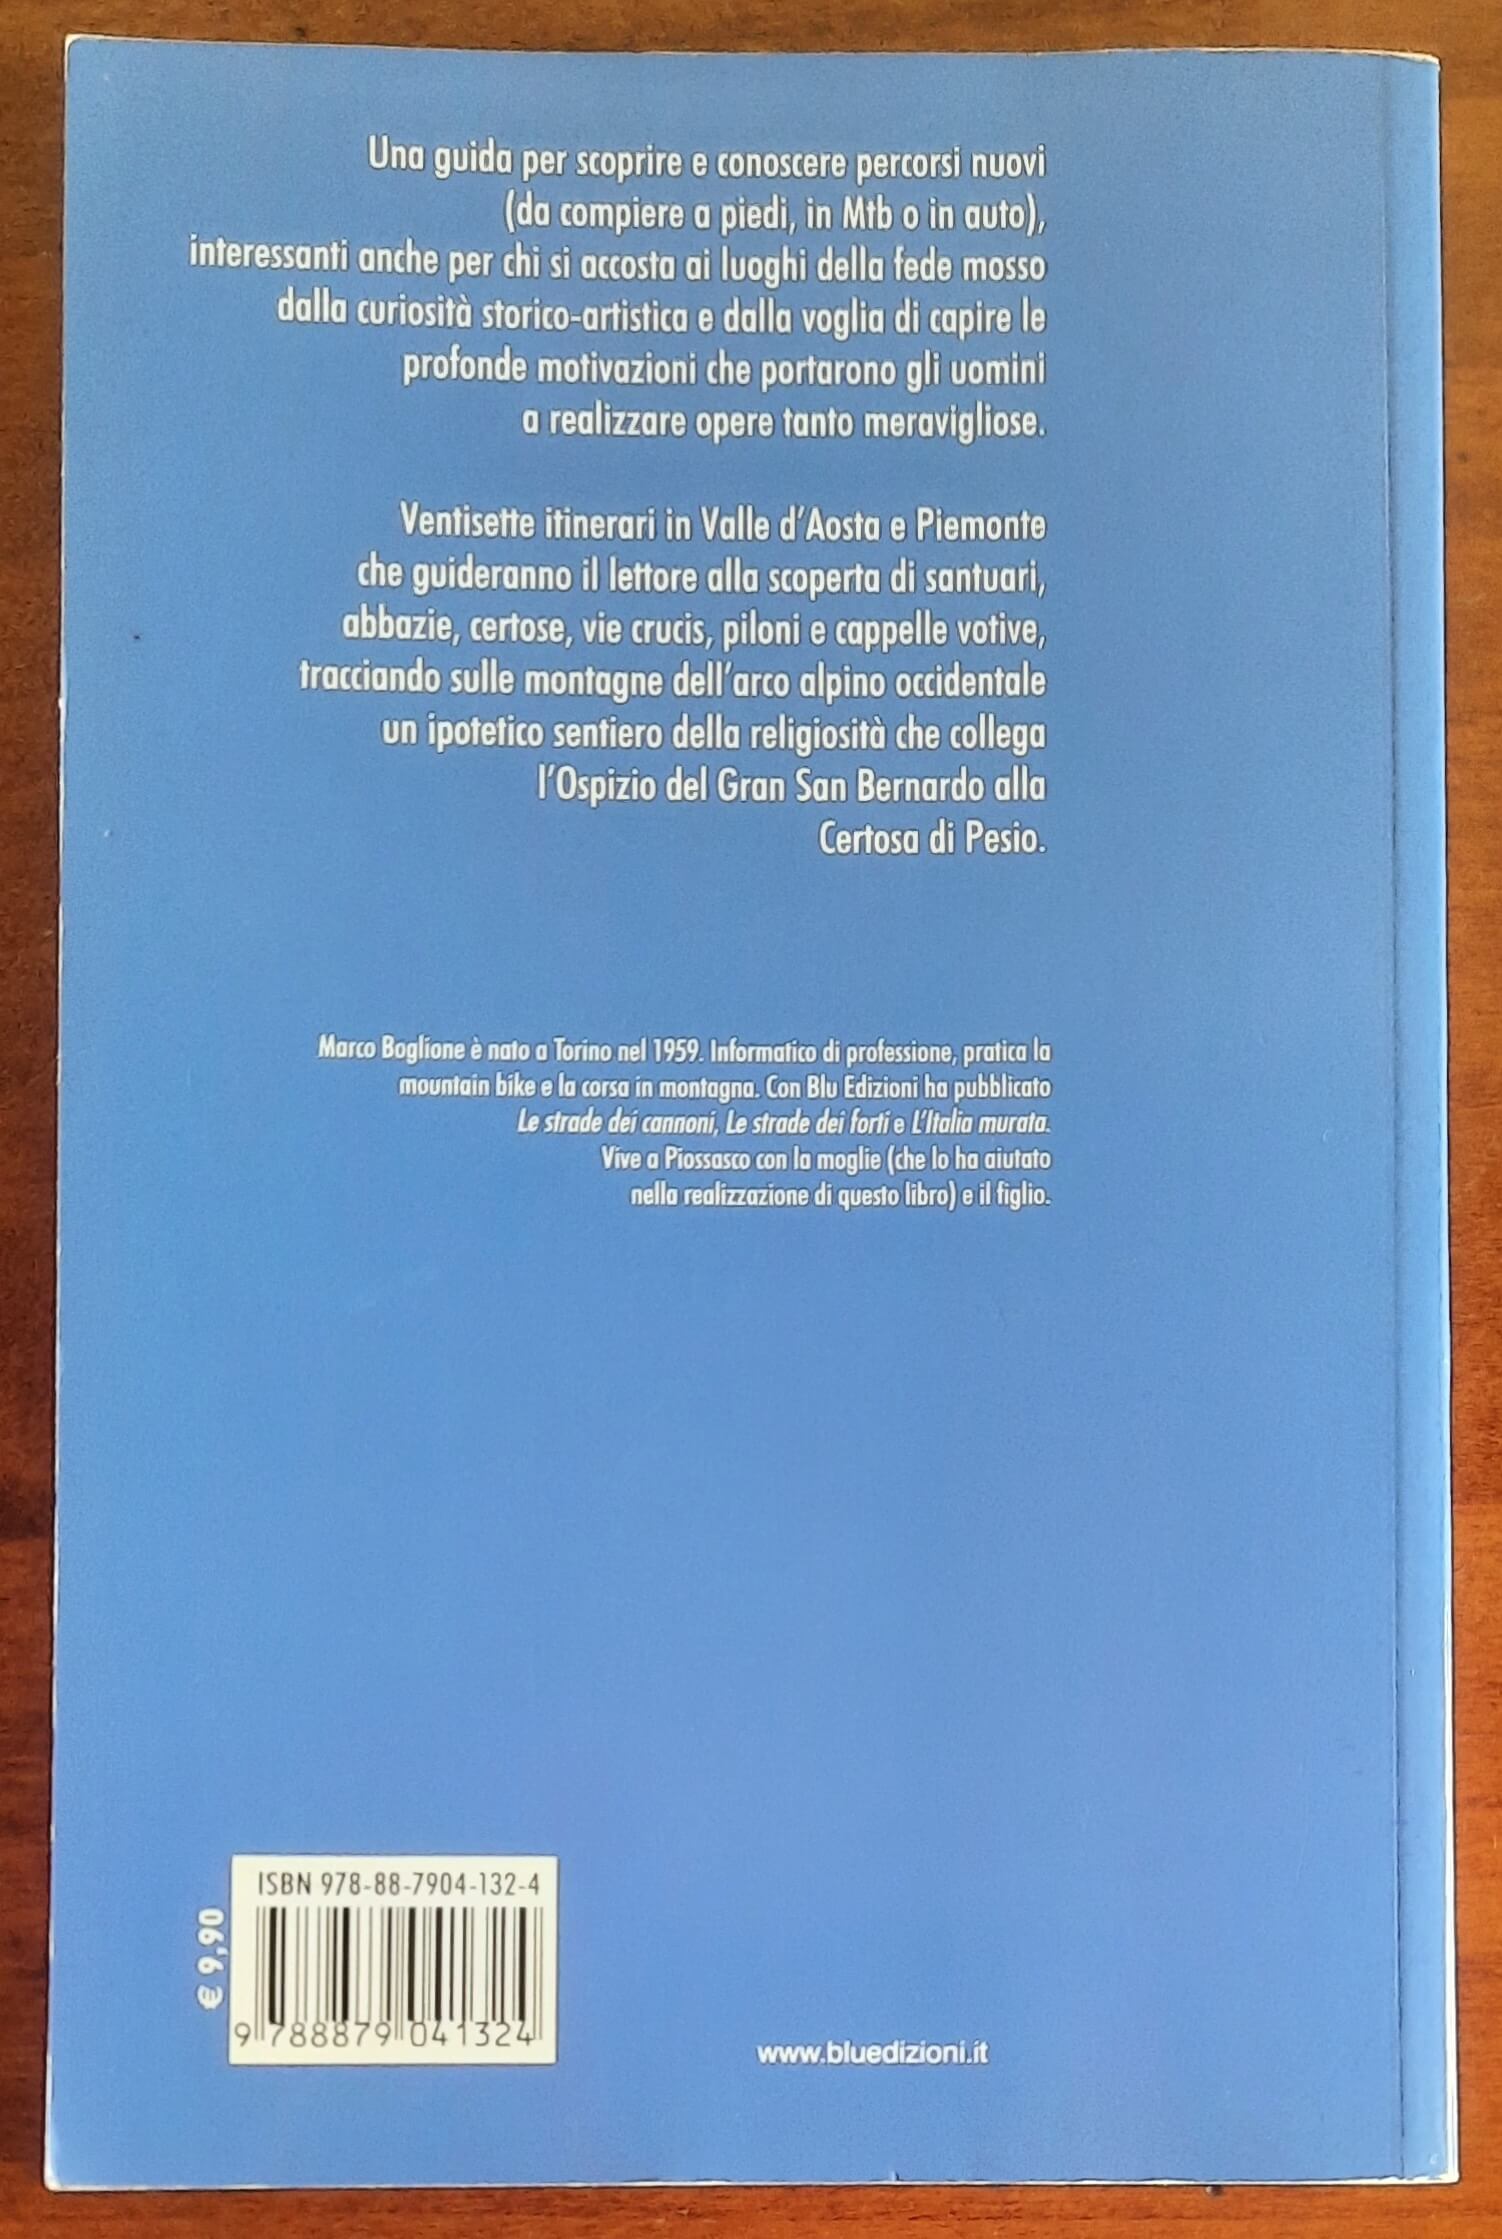 Una guida per scoprire e conoscere percorsi nuovi
(da compiere a piedi, in Mtb o in auto),
interessanti anche per chi si accosta ai luoghi della fede mosso
dalla curiosità storico-artistica e dalla voglia di capire le
profonde motivazioni che portarono gli uomini
a realizzare opere tanto meravigliose.
Ventisette itinerari in Valle d'Aosta e Piemonte
che guideranno il lettore alla scoperta di santuari,
abbazie, certose, vie crucis, piloni e cappelle votive,
tracciando sulle montagne dell'arco alpino occidentale
un ipotetico sentiero della religiosità che collega
l'Ospizio del Gran San Bernardo alla
Certosa di Pesio.
Marco Boglione è nato a Torino nel 1959. Informatico di professione, pratica la
mountain bike e la corsa in montagna. Con Blu Edizioni ha pubblicato
Le strade dei cannoni, Le strade dei forti e L'Italia murata.
Vive a Piossasco con la moglie (che lo ha aiutato
nella realizzazione di questo libro) e il figlio.
ISBN 978-88-7904-132-4
€ 9,90
9 788879 041324
www.bluedizioni.it